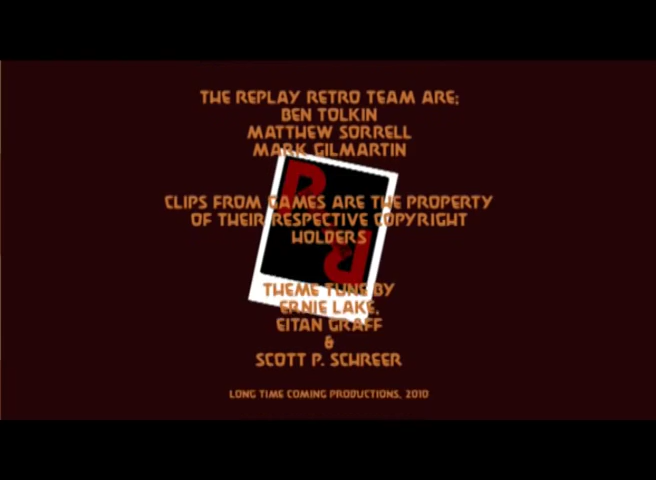 THE REPLAY RETRO TEAM ARE:
BEN TOLKIN
MATTHEW SORRELL
MARK GILMARTIN
CLIPS FROM GAMES ARE THE PROPERTY
OF THEIR RESPECTIVE COPYRIGHT
HOLDERS
R
R
THEME TUNE BY
ERNIE LAKE,
EITAN GRAFF
&
SCOTT P. SCHREER
LONG TIME COMING PRODUCTIONS, 2010